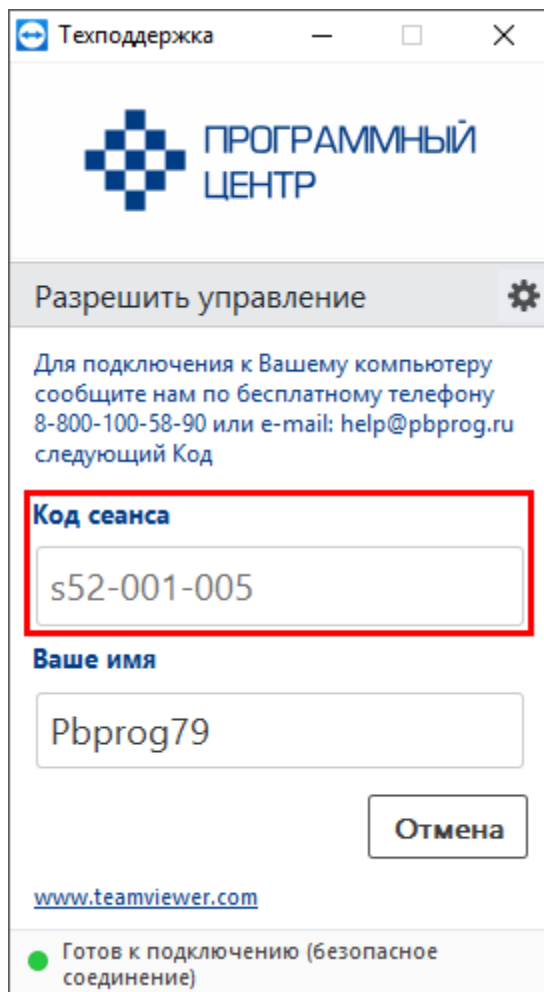 Техподдержка
ПРОГРАММНЫЙ
ЦЕНТР
Разрешить управление
Для подключения к Вашему компьютеру
сообщите нам по бесплатному телефону
8-800-100-58-90 или e-mail: help@pbprog.ru
следующий Код
Код сеанса
s52-001-005
Ваше имя
Pbprog79
Отмена
www.teamviewer.com
Готов к подключению (безопасное
соединение)